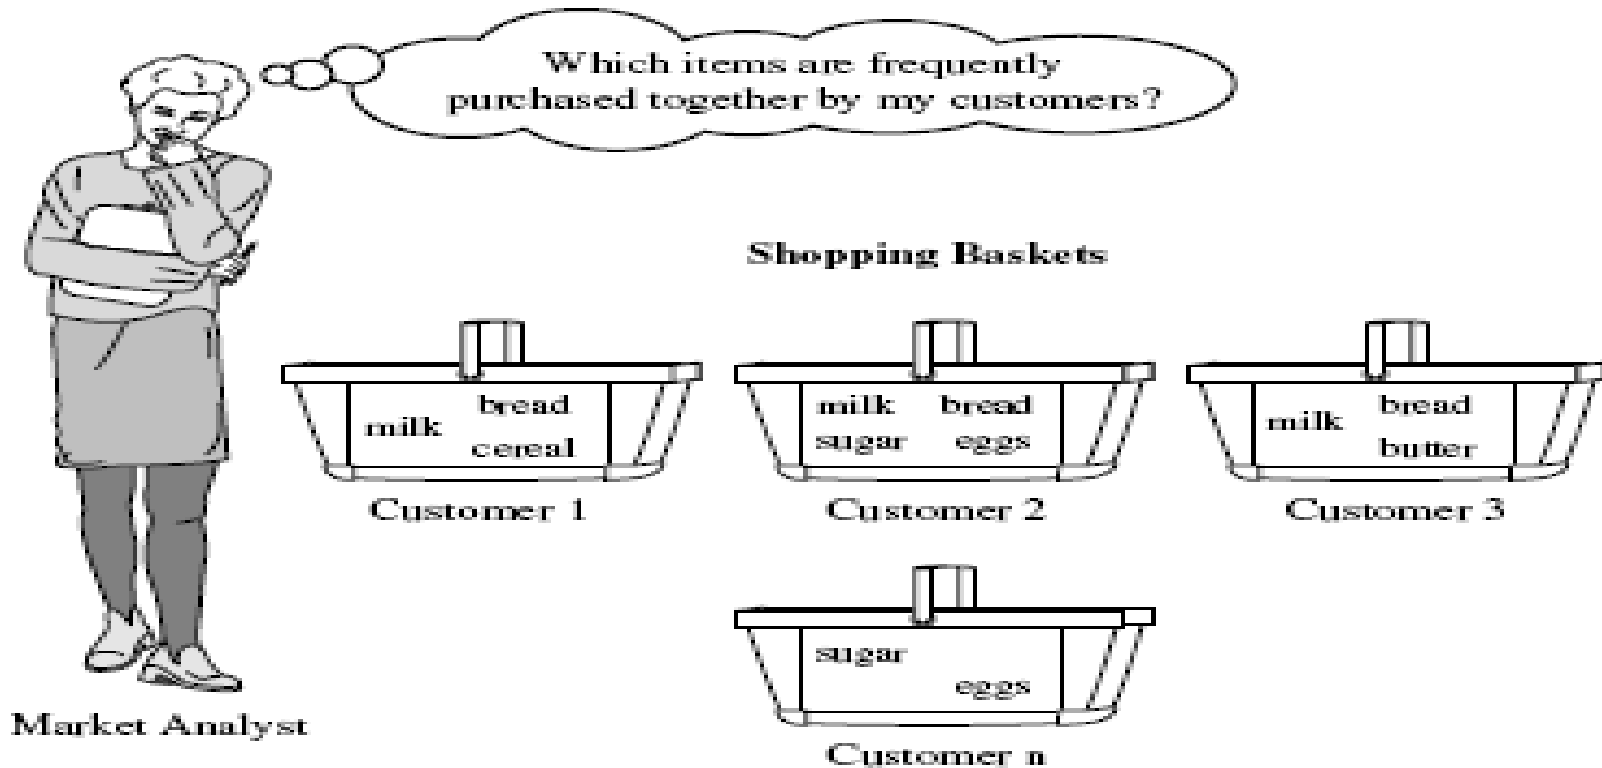 Which items are frequently
purchased together by my customers?
Shopping Baskets
milk
bread
cereal
Customer 1
milk bread
sugar eggs
Customer 2
milk
bread
butter
Customer 3
sugar
eggs
Customer n
Market Analyst